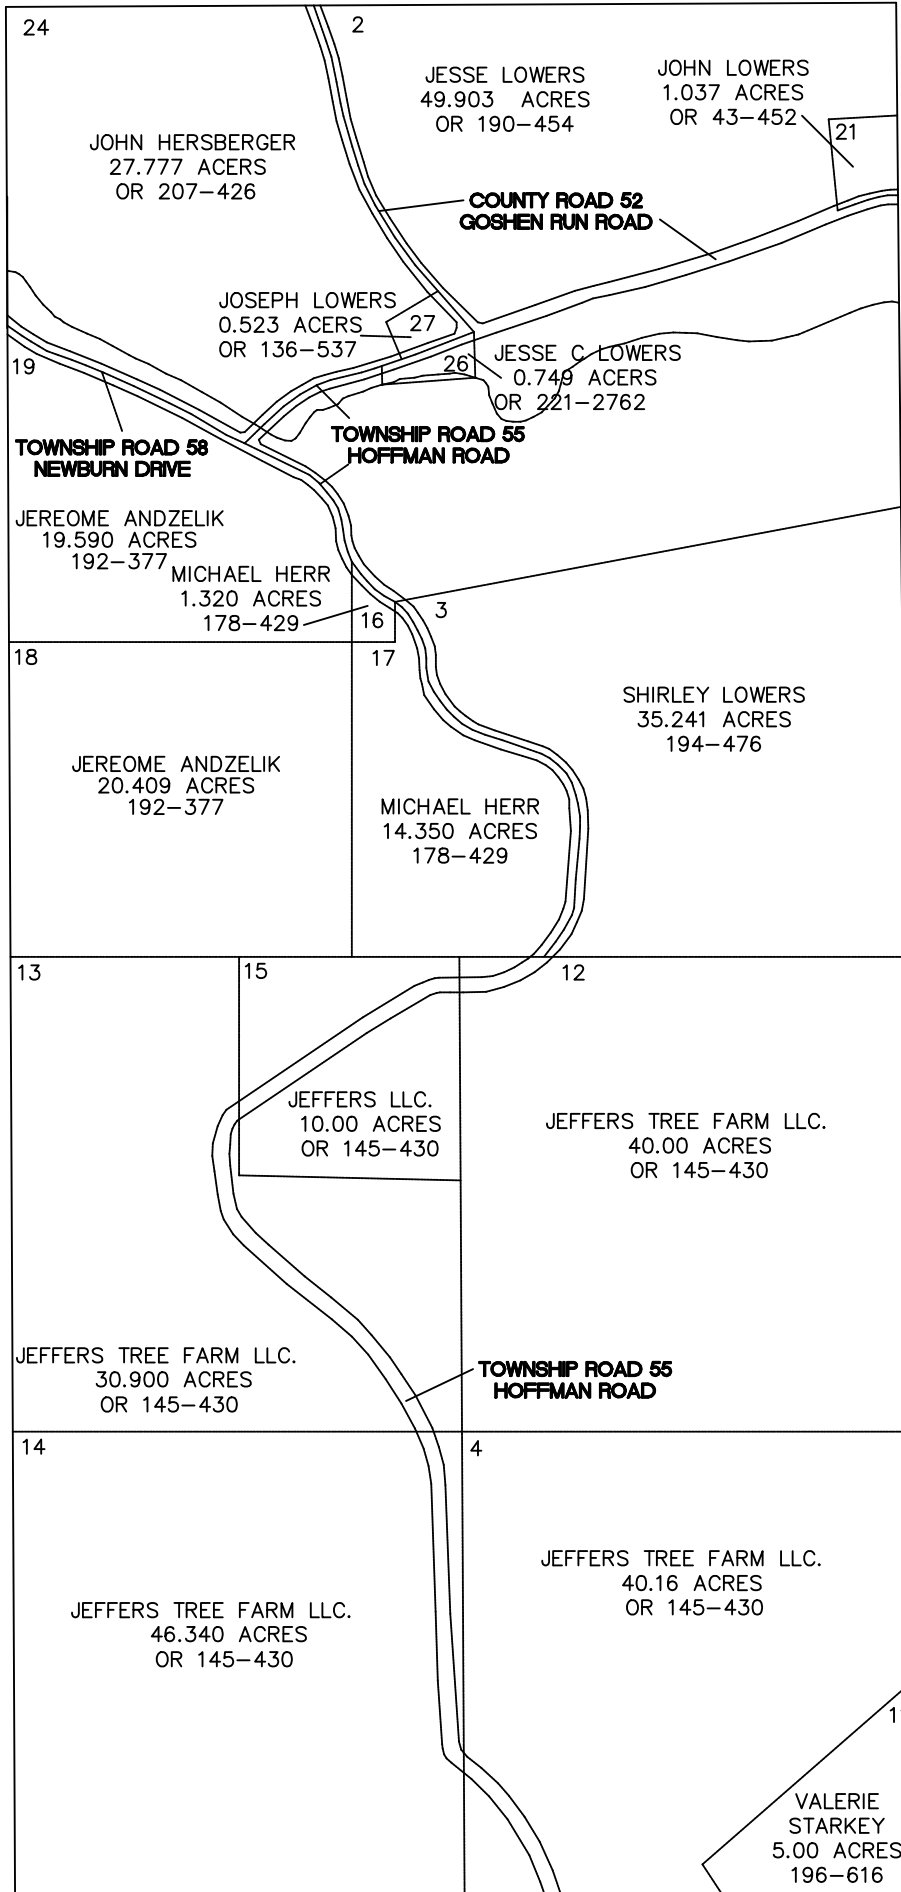 24
2
JESSE LOWERS
49.903 ACRES
OR 190-454
JOHN LOWERS
1.037 ACRES
OR 43-452
21
JOHN HERSBERGER
27.777 ACERS
OR 207-426
COUNTY ROAD 52
GOSHEN RUN ROAD
JOSEPH LOWERS
0.523 ACERS
OR 136-537
27
26
JESSE C LOWERS
0.749 ACERS
OR 221-2762
19
TOWNSHIP ROAD 58
NEWBURN DRIVE
TOWNSHIP ROAD 55
HOFFMAN ROAD
JEREOME ANDZELIK
19.590 ACRES
192-377
MICHAEL HERR
1.320 ACRES
178-429
16
3
18
17
SHIRLEY LOWERS
35.241 ACRES
194-476
JEREOME ANDZELIK
20.409 ACRES
192-377
MICHAEL HERR
14.350 ACRES
178-429
13
15
12
JEFFERS LLC.
10.00 ACRES
OR 145-430
JEFFERS TREE FARM LLC.
40.00 ACRES
OR 145-430
JEFFERS TREE FARM LLC.
30.900 ACRES
OR 145-430
TOWNSHIP ROAD 55
HOFFMAN ROAD
14
4
JEFFERS TREE FARM LLC.
40.16 ACRES
OR 145-430
JEFFERS TREE FARM LLC.
46.340 ACRES
OR 145-430
VALERIE
STARKEY
5.00 ACRES
196-616